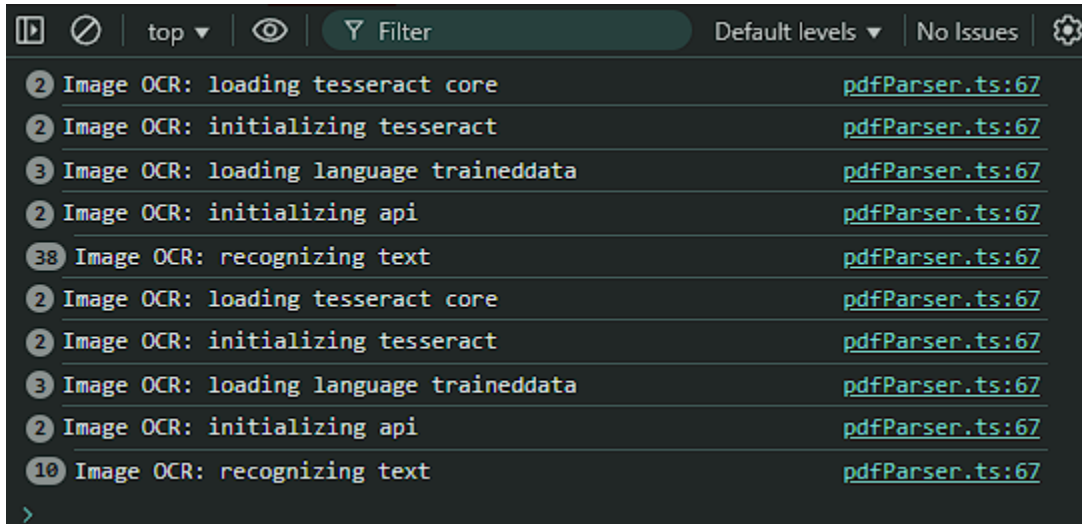 top ▼ Filter Default levels ▼ No Issues
2 Image OCR: loading tesseract core pdfParser.ts:67
2 Image OCR: initializing tesseract pdfParser.ts:67
3 Image OCR: loading language traineddata pdfParser.ts:67
2 Image OCR: initializing api pdfParser.ts:67
38 Image OCR: recognizing text pdfParser.ts:67
2 Image OCR: loading tesseract core pdfParser.ts:67
2 Image OCR: initializing tesseract pdfParser.ts:67
3 Image OCR: loading language traineddata pdfParser.ts:67
2 Image OCR: initializing api pdfParser.ts:67
10 Image OCR: recognizing text pdfParser.ts:67
>